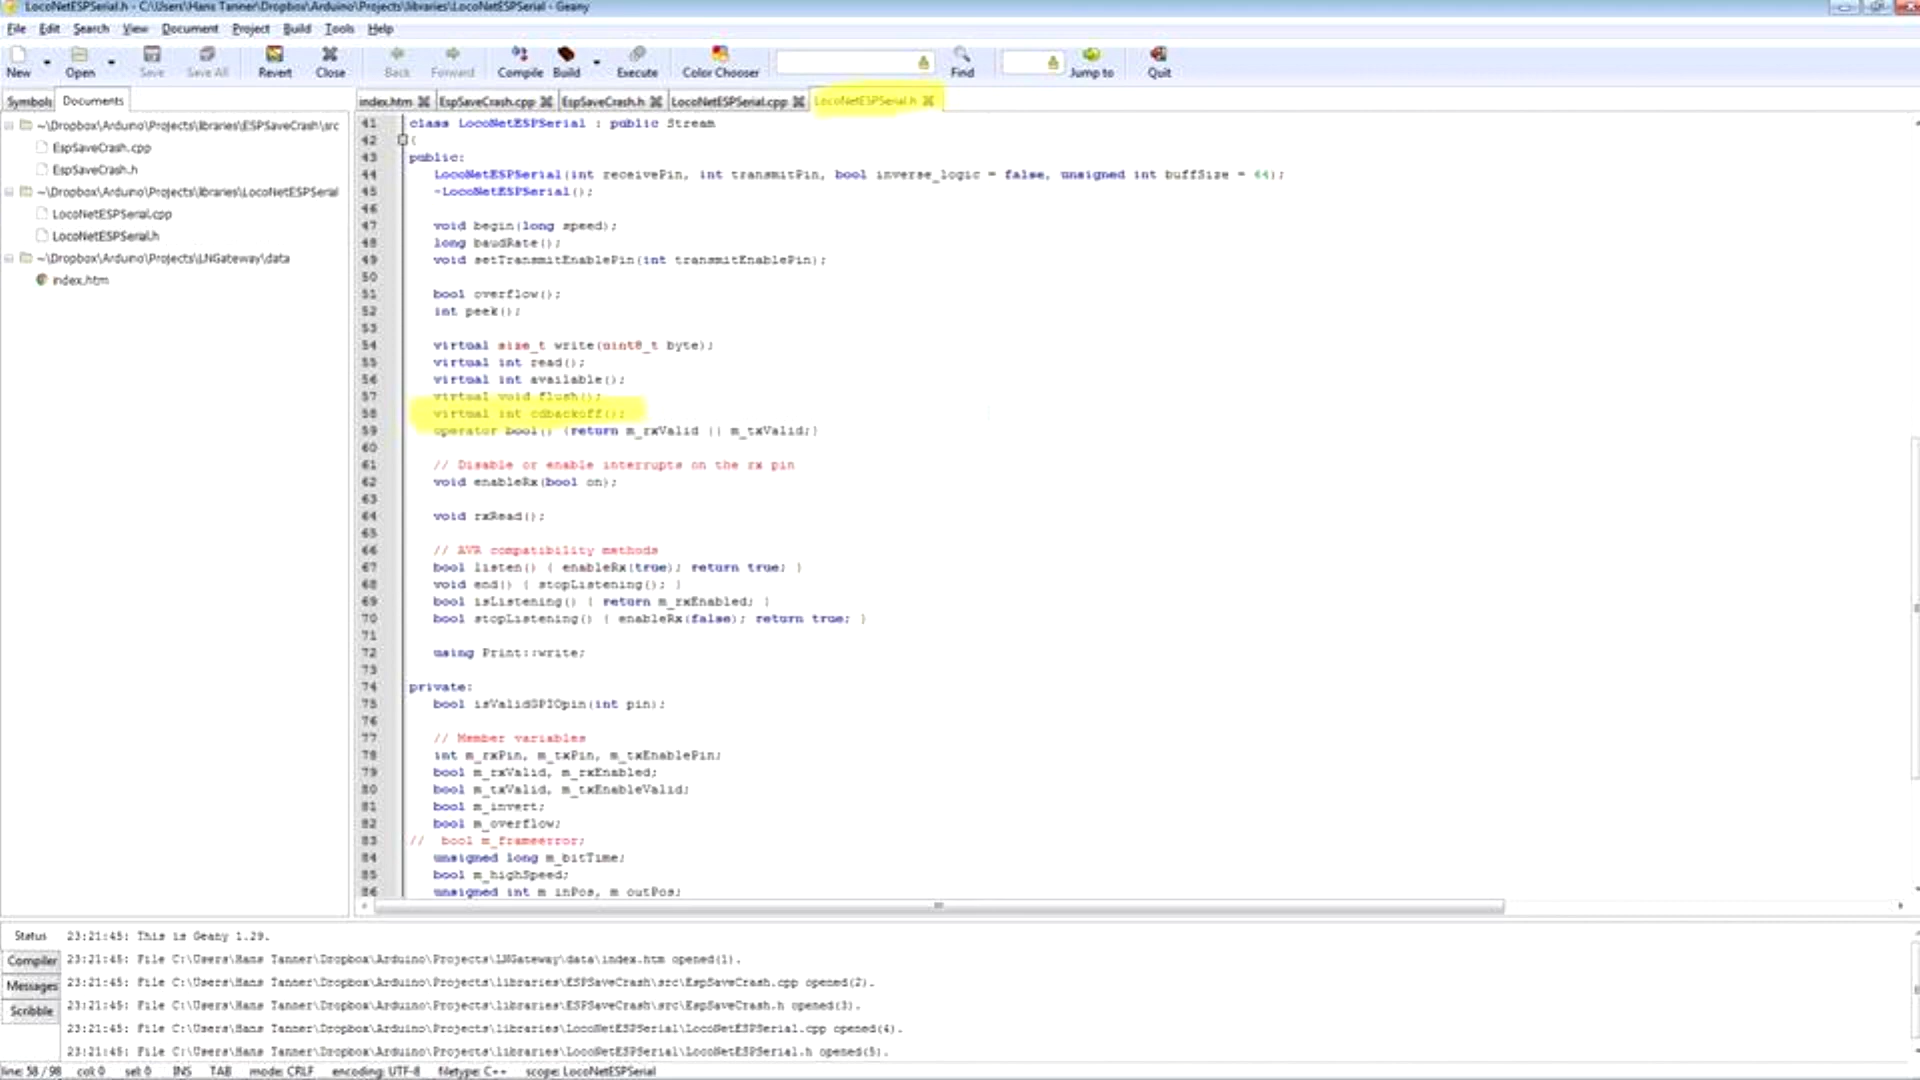 LocoNetESPSerial.h - C:\Users\Hans Tanner\Dropbox\Arduino\Projects\libraries\LocoNetESPSerial - Geany
File Edit Search View Document Project Build Tools Help
New Open Save Save All Revert Close Back Forward Compile Build Execute Color Chooser Find Jump to Quit
Symbols Documents
index.htm EspSaveCrash.cpp EspSaveCrash.h LocoNetESPSerial.cpp LocoNetESPSerial.h
~\Dropbox\Arduino\Projects\libraries\ESPSaveCrash\src
EspSaveCrash.cpp
EspSaveCrash.h
~\Dropbox\Arduino\Projects\libraries\LocoNetESPSerial
LocoNetESPSerial.cpp
LocoNetESPSerial.h
~\Dropbox\Arduino\Projects\LNGateway\data
index.htm
41 class LocoNetESPSerial : public Stream
42 {
43 public:
44 LocoNetESPSerial(int receivePin, int transmitPin, bool inverse_logic = false, unsigned int buffSize = 64);
45 ~LocoNetESPSerial();
46
47 void begin(long speed);
48 long baudRate();
49 void setTransmitEnablePin(int transmitEnablePin);
50
51 bool overflow();
52 int peek();
53
54 virtual size_t write(uint8_t byte);
55 virtual int read();
56 virtual int available();
57 virtual void flush();
58 virtual int cdbackoff();
59 operator bool() {return m_rxValid || m_txValid;}
60
61 // Disable or enable interrupts on the rx pin
62 void enableRx(bool on);
63
64 void rxRead();
65
66 // AVR compatibility methods
67 bool listen() { enableRx(true); return true; }
68 void end() { stopListening(); }
69 bool isListening() { return m_rxEnabled; }
70 bool stopListening() { enableRx(false); return true; }
71
72 using Print::write;
73
74 private:
75 bool isValidGPIOpin(int pin);
76
77 // Member variables
78 int m_rxPin, m_txPin, m_txEnablePin;
79 bool m_rxValid, m_rxEnabled;
80 bool m_txValid, m_txEnableValid;
81 bool m_invert;
82 bool m_overflow;
83 // bool m_frameerror;
84 unsigned long m_bitTime;
85 bool m_highSpeed;
86 unsigned int m_inPos, m_outPos;
Status
Compiler
Messages
Scribble
23:21:45: This is Geany 1.29.
23:21:45: File C:\Users\Hans Tanner\Dropbox\Arduino\Projects\LNGateway\data\index.htm opened(1).
23:21:45: File C:\Users\Hans Tanner\Dropbox\Arduino\Projects\libraries\ESPSaveCrash\src\EspSaveCrash.cpp opened(2).
23:21:45: File C:\Users\Hans Tanner\Dropbox\Arduino\Projects\libraries\ESPSaveCrash\src\EspSaveCrash.h opened(3).
23:21:45: File C:\Users\Hans Tanner\Dropbox\Arduino\Projects\libraries\LocoNetESPSerial\LocoNetESPSerial.cpp opened(4).
23:21:45: File C:\Users\Hans Tanner\Dropbox\Arduino\Projects\libraries\LocoNetESPSerial\LocoNetESPSerial.h opened(5).
line: 58 / 98 col: 0 sel: 0 INS TAB mode: CRLF encoding: UTF-8 filetype: C++ scope: LocoNetESPSerial